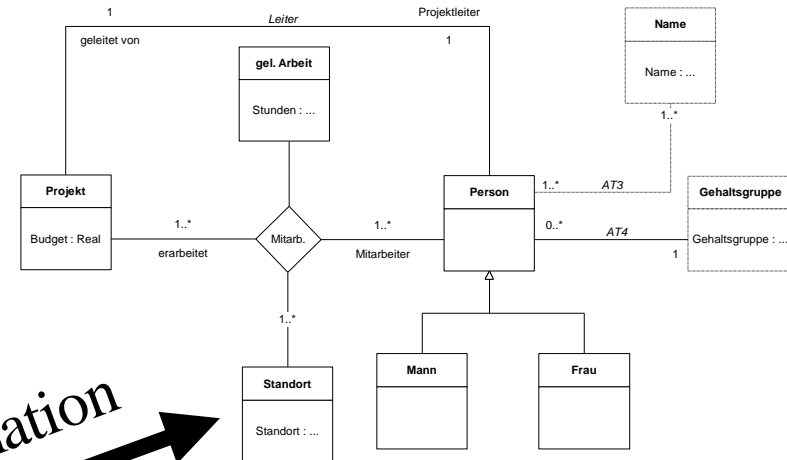 1
Leiter
Projektleiter
geleitet von
1
Name
Name : ...
1..*
gel. Arbeit
Stunden : ...
Projekt
Budget : Real
1..*
erarbeitet
Mitarb.
1..*
Mitarbeiter
Person
1..*
AT3
0..*
AT4
1
Gehaltsgruppe
Gehaltsgruppe : ...
1..*
Standort
Standort : ...
Mann
Frau